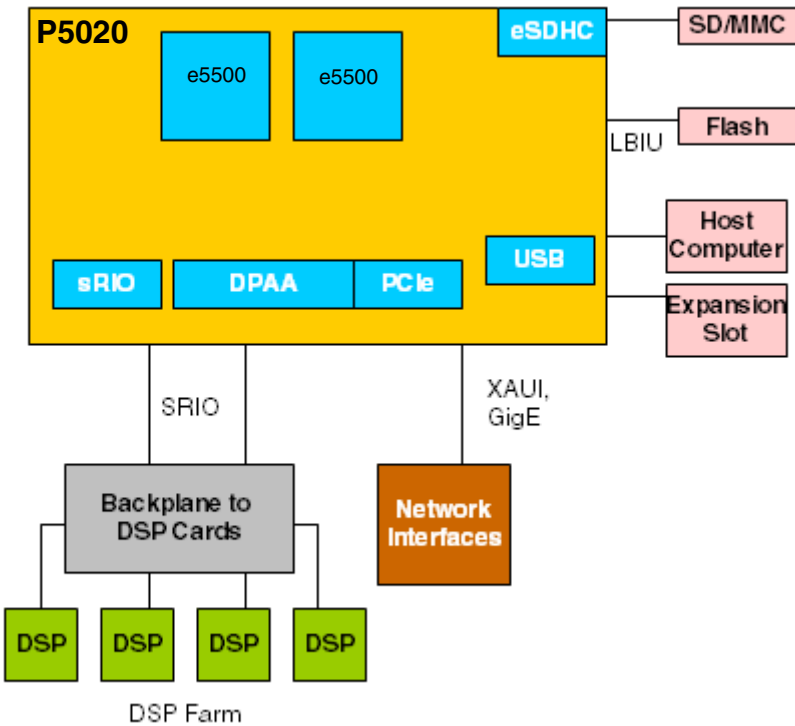 P5020
eSDHC
SD/MMC
e5500
e5500
Flash
LBIU
Host
Computer
USB
sRIO
DPAA
PCIe
Expansion
Slot
SRIO
XAUI,
GigE
Backplane to
DSP Cards
Network
Interfaces
DSP
DSP
DSP
DSP
DSP Farm